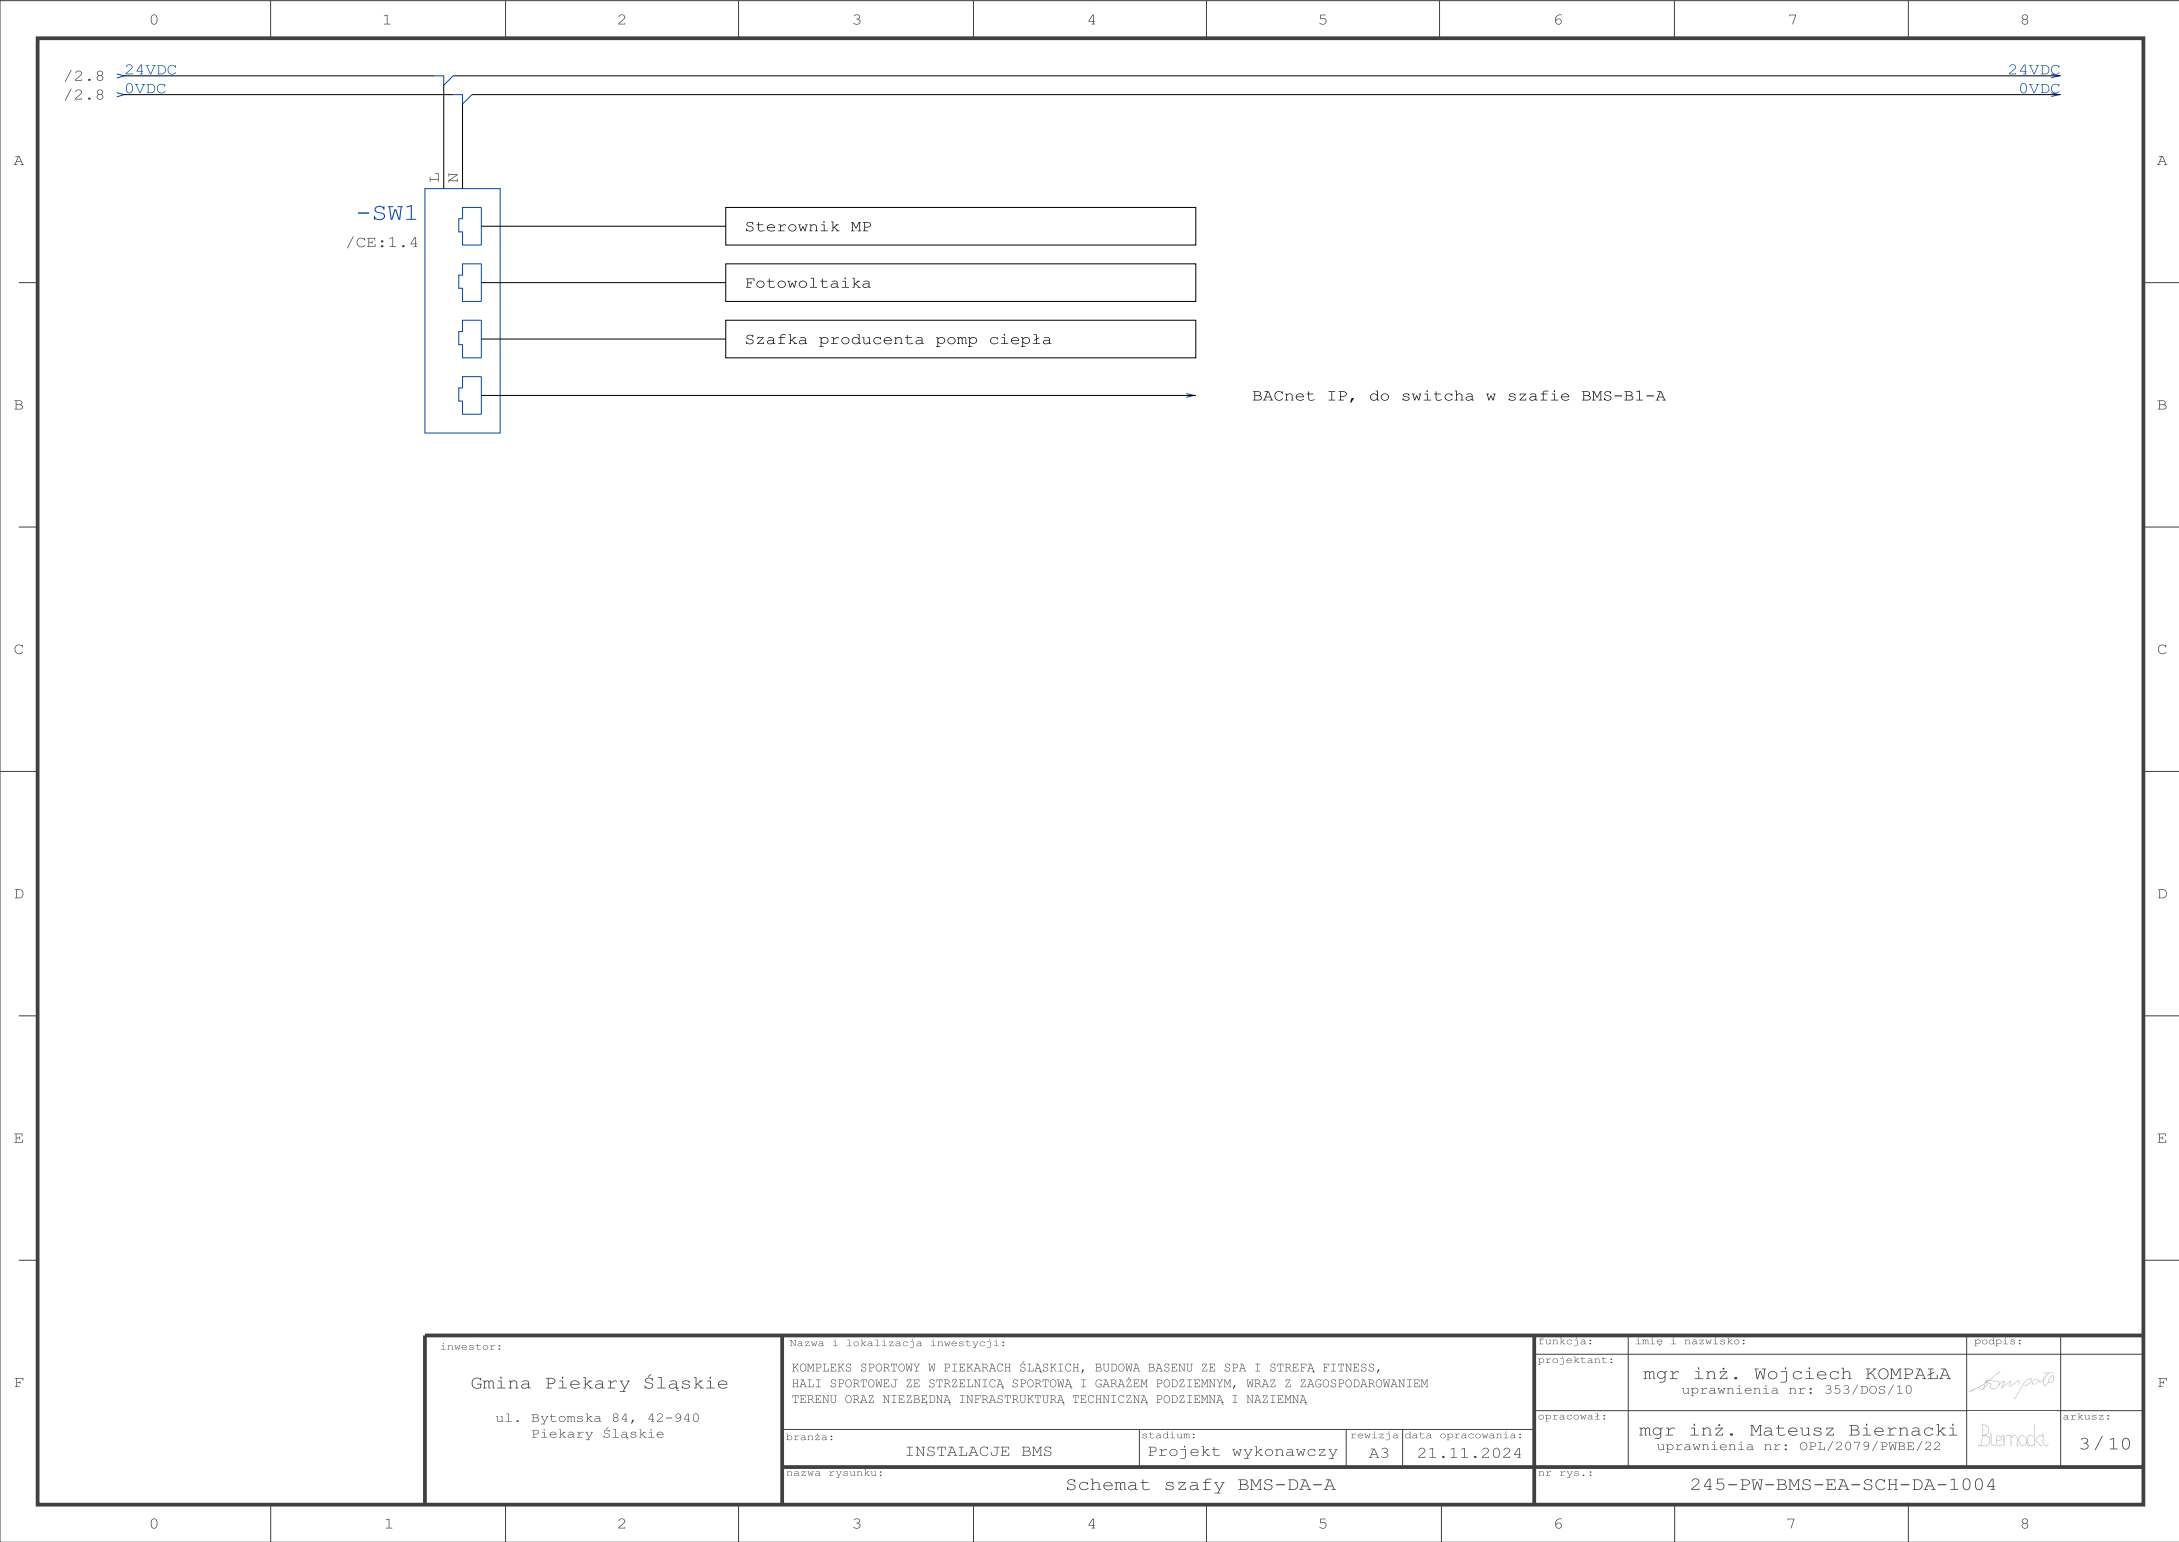 0 1 2 3 4 5 6 7 8
/2.8 24VDC 24VDC
/2.8 0VDC 0VDC
A A
L N
-SW1
/CE:1.4
Sterownik MP
Fotowoltaika
Szafka producenta pomp ciepła
BACnet IP, do switcha w szafie BMS-B1-A
B B
C C
D D
E E
F F
inwestor:
Gmina Piekary Śląskie
ul. Bytomska 84, 42-940
Piekary Śląskie
Nazwa i lokalizacja inwestycji:
KOMPLEKS SPORTOWY W PIEKARACH ŚLĄSKICH, BUDOWA BASENU ZE SPA I STREFĄ FITNESS,
HALI SPORTOWEJ ZE STRZELNICĄ SPORTOWĄ I GARAŻEM PODZIEMNYM, WRAZ Z ZAGOSPODAROWANIEM
TERENU ORAZ NIEZBĘDNĄ INFRASTRUKTURĄ TECHNICZNĄ PODZIEMNĄ I NAZIEMNĄ
branża:
INSTALACJE BMS
stadium:
Projekt wykonawczy
rewizja
A3
data opracowania:
21.11.2024
nazwa rysunku:
Schemat szafy BMS-DA-A
funkcja: imię i nazwisko: podpis:
projektant:
mgr inż. Wojciech KOMPAŁA
uprawnienia nr: 353/DOS/10
Kompała
opracował:
mgr inż. Mateusz Biernacki
uprawnienia nr: OPL/2079/PWBE/22
Biernacki
arkusz:
3/10
nr rys.:
245-PW-BMS-EA-SCH-DA-1004
0 1 2 3 4 5 6 7 8